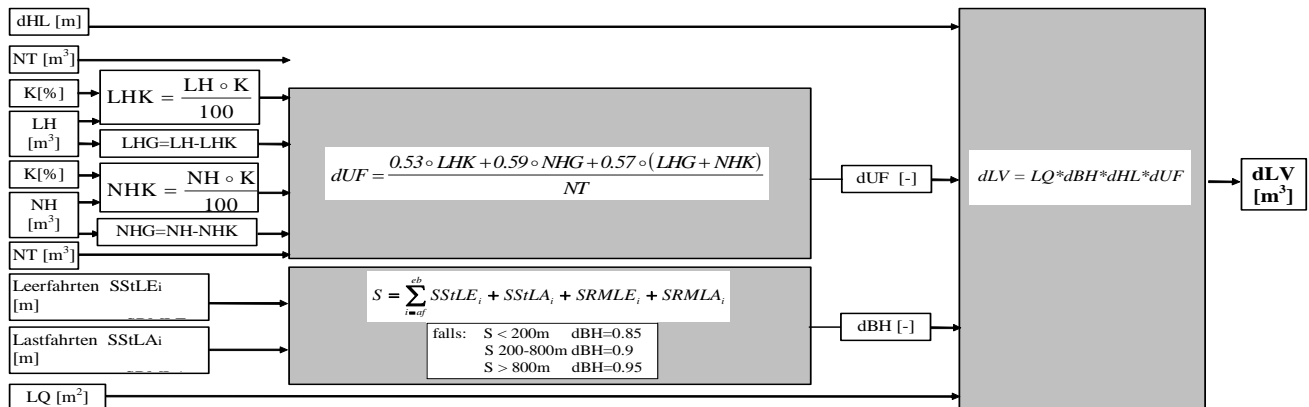 dHL [m]
NT [m³]
K[%]
LHK = LH ∘ K / 100
LH [m³]
LHG=LH-LHK
K[%]
NHK = NH ∘ K / 100
NH [m³]
NHG=NH-NHK
NT [m³]
dUF = 0.53 ∘ LHK + 0.59 ∘ NHG + 0.57 ∘ (LHG + NHK) / NT
dUF [-]
dLV = LQ*dBH*dHL*dUF
dLV [m³]
Leerfahrten SStLEi [m]
Lastfahrten SStLAi [m]
S = ∑ i=af eb SStLEi + SStLAi + SRMLEi + SRMLAi
falls: S < 200m dBH=0.85
S 200-800m dBH=0.9
S > 800m dBH=0.95
dBH [-]
LQ [m²]